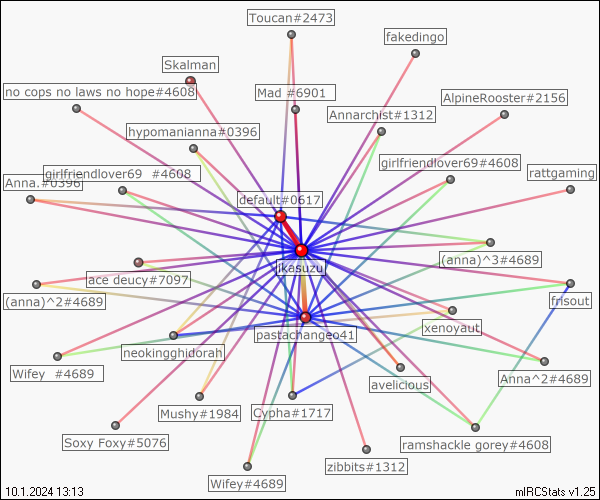 Toucan#2473
fakedingo
Skalman
no cops no laws no hope#4608
Mad #6901
AlpineRooster#2156
Annarchist#1312
hypomanianna#0396
girlfriendlover69#4608
girlfriendlover69 #4608
rattgaming
Anna.#0396
default#0617
(anna)^3#4689
jkasuzu
ace deucy#7097
(anna)^2#4689
frisout
xenoyaut
pastachangeo41
neokingghidorah
Wifey #4689
Anna^2#4689
avelicious
Mushy#1984
Cypha#1717
Soxy Foxy#5076
ramshackle gorey#4608
zibbits#1312
Wifey#4689
10.1.2024 13:13
mIRCStats v1.25